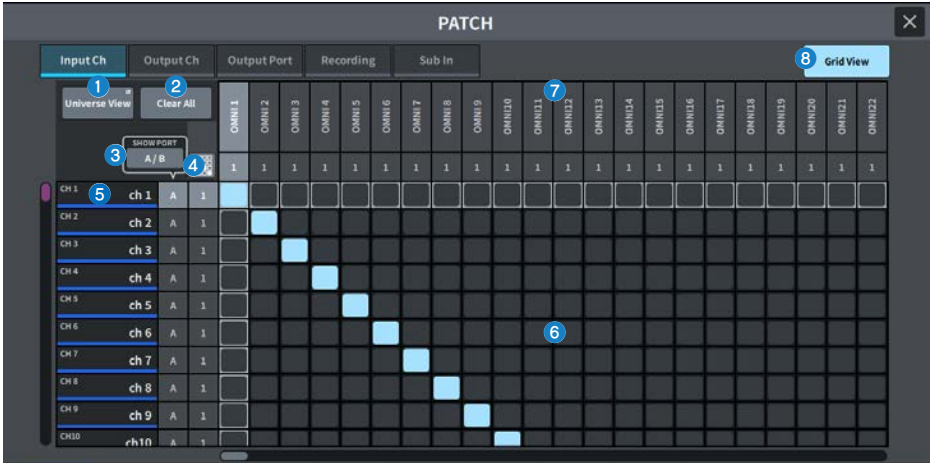 PATCH
Input Ch Output Ch Output Port Recording Sub In 8 Grid View
1 2 7
Universe View Clear All
OMNI 1 OMNI 2 OMNI 3 OMNI 4 OMNI 5 OMNI 6 OMNI 7 OMNI 8 OMNI 9 OMNI10 OMNI11 OMNI12 OMNI13 OMNI14 OMNI15 OMNI16 OMNI17 OMNI18 OMNI19 OMNI20 OMNI21 OMNI22
SHOW PORT
3 A / B 4 1 1 1 1 1 1 1 1 1 1 1 1 1 1 1 1 1 1 1 1 1 1
CH 1 5 ch 1 A 1
CH 2 ch 2 A 1
CH 3 ch 3 A 1
CH 4 ch 4 A 1
CH 5 ch 5 A 1
CH 6 ch 6 A 1 6
CH 7 ch 7 A 1
CH 8 ch 8 A 1
CH 9 ch 9 A 1
CH10 ch10 A 1